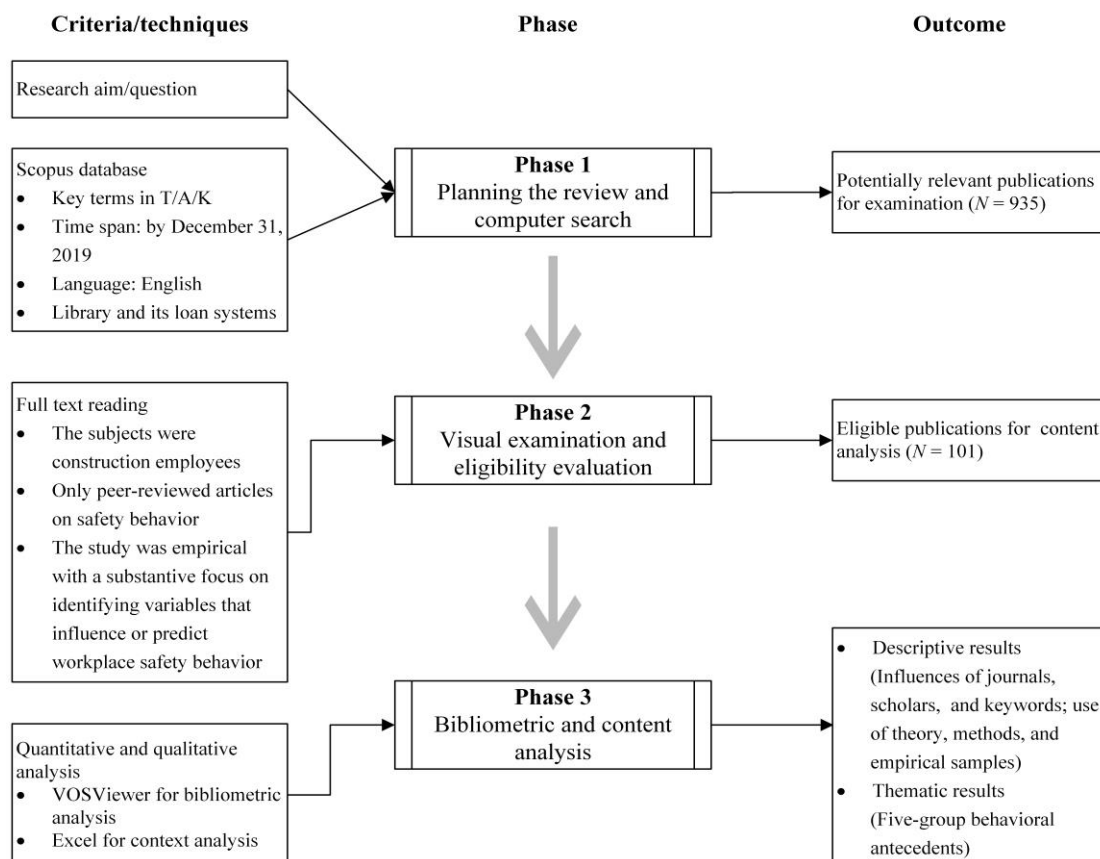 Criteria/techniques
Phase
Outcome
Research aim/question
Scopus database
• Key terms in T/A/K
• Time span: by December 31,
2019
• Language: English
• Library and its loan systems
Phase 1
Planning the review and
computer search
Potentially relevant publications
for examination (N = 935)
Full text reading
• The subjects were
construction employees
• Only peer-reviewed articles
on safety behavior
• The study was empirical
with a substantive focus on
identifying variables that
influence or predict
workplace safety behavior
Phase 2
Visual examination and
eligibility evaluation
Eligible publications for content
analysis (N = 101)
Quantitative and qualitative
analysis
• VOSViewer for bibliometric
analysis
• Excel for context analysis
Phase 3
Bibliometric and content
analysis
• Descriptive results
(Influences of journals,
scholars, and keywords; use
of theory, methods, and
empirical samples)
• Thematic results
(Five-group behavioral
antecedents)